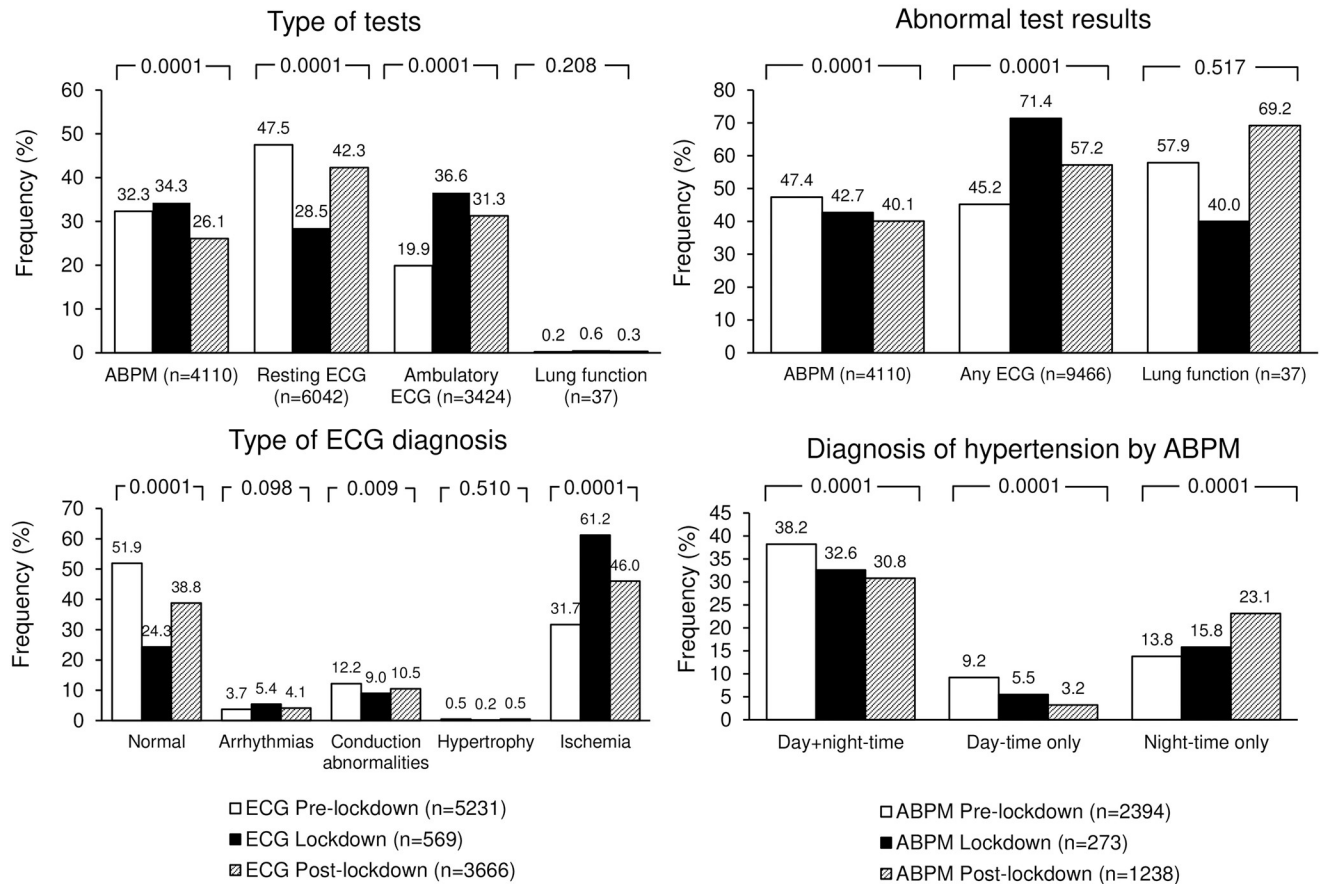 Type of tests
0.0001 0.0001 0.0001 0.208
Frequency (%)
60
50
40
30
20
10
0
32.3 34.3 26.1
47.5 28.5 42.3
19.9 36.6 31.3
0.2 0.6 0.3
ABPM (n=4110) Resting ECG Ambulatory Lung function
(n=6042) ECG (n=3424) (n=37)
Abnormal test results
0.0001 0.0001 0.517
Frequency (%)
80
70
60
50
40
30
20
10
0
47.4 42.7 40.1
45.2 71.4 57.2
57.9 40.0 69.2
ABPM (n=4110) Any ECG (n=9466) Lung function (n=37)
Type of ECG diagnosis
0.0001 0.098 0.009 0.510 0.0001
Frequency (%)
70
60
50
40
30
20
10
0
51.9 24.3 38.8
3.7 5.4 4.1
12.2 9.0 10.5
0.5 0.2 0.5
31.7 61.2 46.0
Normal Arrhythmias Conduction Hypertrophy Ischemia
abnormalities
ECG Pre-lockdown (n=5231)
ECG Lockdown (n=569)
ECG Post-lockdown (n=3666)
Diagnosis of hypertension by ABPM
0.0001 0.0001 0.0001
Frequency (%)
45
40
35
30
25
20
15
10
5
0
38.2 32.6 30.8
9.2 5.5 3.2
13.8 15.8 23.1
Day+night-time Day-time only Night-time only
ABPM Pre-lockdown (n=2394)
ABPM Lockdown (n=273)
ABPM Post-lockdown (n=1238)